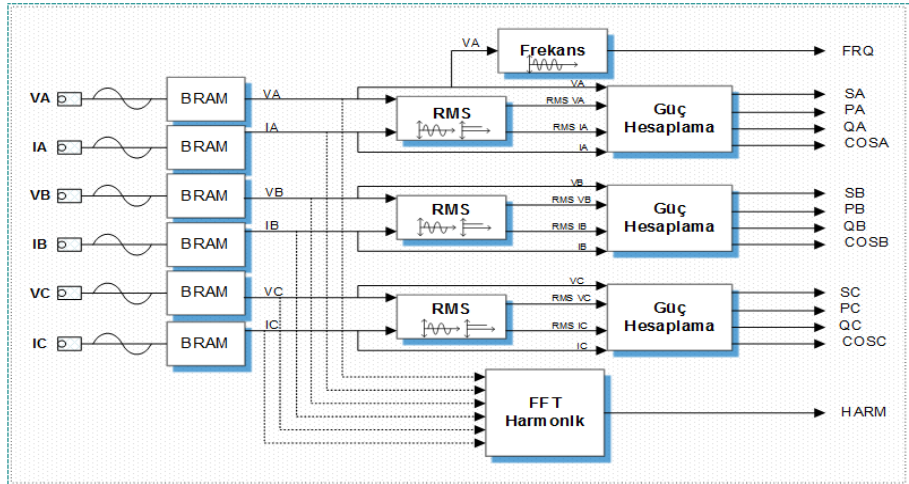 VA
Frekans
FRQ
VA
BRAM
VA
VA
RMS
RMS VA
Güç
Hesaplama
SA
PA
IA
BRAM
IA
RMS IA
IA
QA
COSA
VB
BRAM
VB
VB
RMS
RMS VB
Güç
Hesaplama
SB
PB
IB
BRAM
IB
RMS IB
IB
QB
COSB
VC
BRAM
VC
VC
RMS
RMS VC
Güç
Hesaplama
SC
PC
IC
BRAM
IC
RMS IC
IC
QC
COSC
FFT
Harmonik
HARM